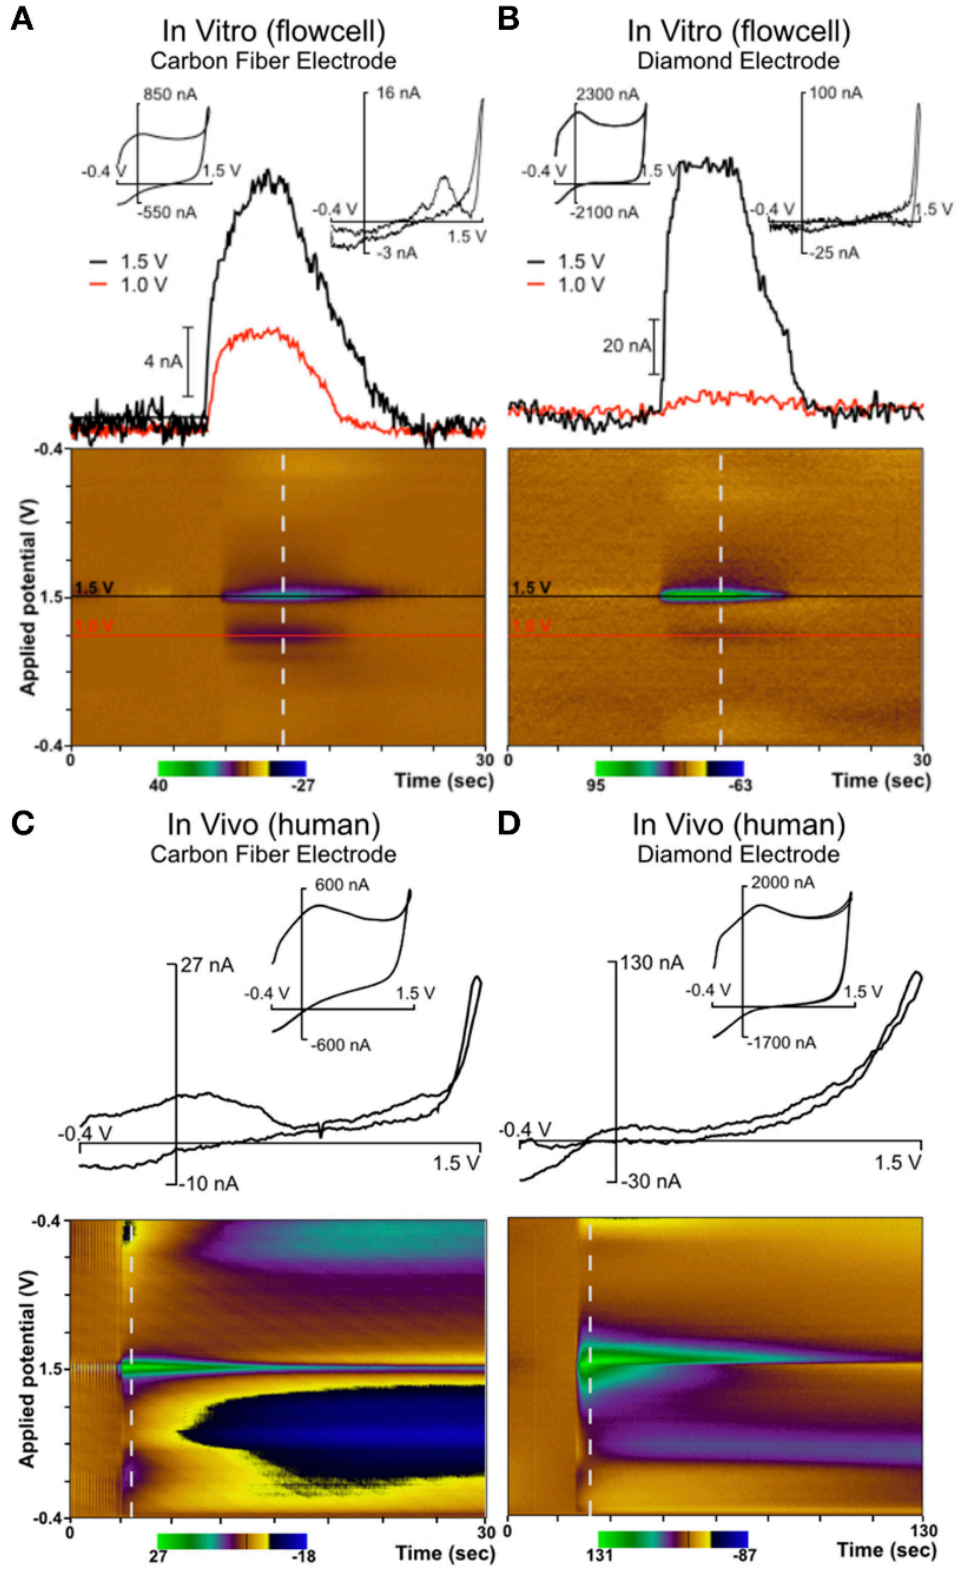 A
In Vitro (flowcell)
Carbon Fiber Electrode
850 nA
-0.4 V
1.5 V
-550 nA
16 nA
-0.4 V
1.5 V
-3 nA
1.5 V
1.0 V
4 nA
-0.4
1.5 V
1.5
1.0 V
Applied potential (V)
-0.4
0
30
40
-27
Time (sec)
B
In Vitro (flowcell)
Diamond Electrode
2300 nA
-0.4 V
1.5 V
-2100 nA
100 nA
-0.4 V
1.5 V
-25 nA
1.5 V
1.0 V
20 nA
1.5 V
1.0 V
0
30
95
-63
Time (sec)
C
In Vivo (human)
Carbon Fiber Electrode
600 nA
-0.4 V
1.5 V
-600 nA
27 nA
-0.4 V
1.5 V
-10 nA
-0.4
1.5
Applied potential (V)
-0.4
0
30
27
-18
Time (sec)
D
In Vivo (human)
Diamond Electrode
2000 nA
-0.4 V
1.5 V
-1700 nA
130 nA
-0.4 V
1.5 V
-30 nA
0
130
131
-87
Time (sec)